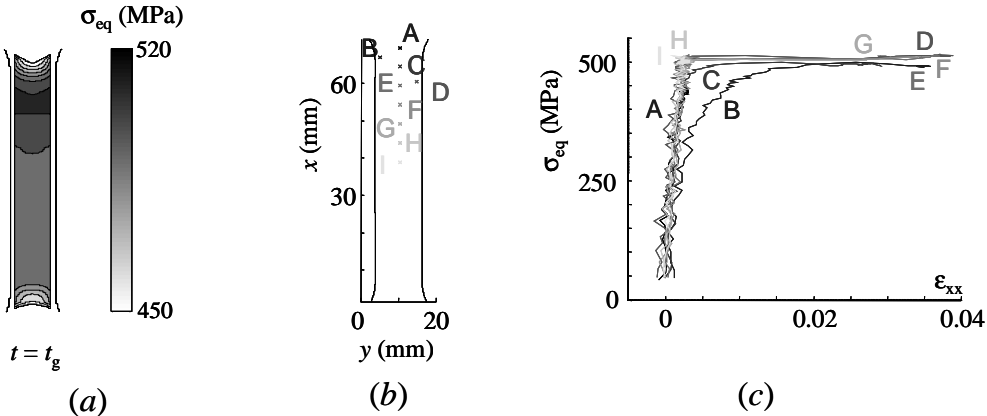 σeq (MPa)
520
450
t = tg
(a)
x (mm)
60
30
0
20
y (mm)
A
B
C
E
D
F
G
H
I
(b)
σeq (MPa)
500
250
0
0
0.02
0.04
εxx
H
I
G
D
C
F
E
A
B
(c)